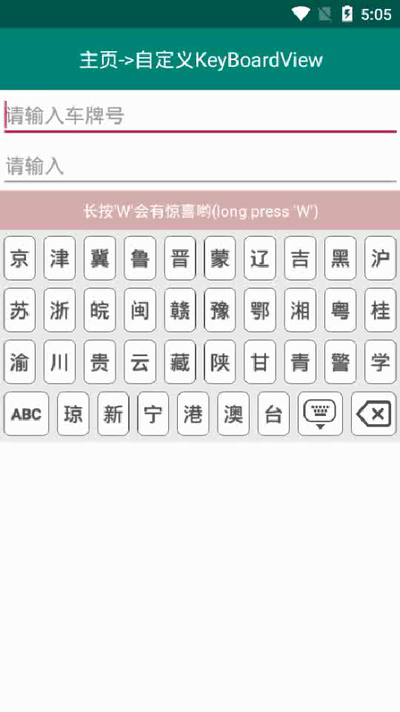 5:05
主页->自定义KeyBoardView
请输入车牌号
请输入
长按'W'会有惊喜哟(long press 'W')
京 津 冀 鲁 晋 蒙 辽 吉 黑 沪
苏 浙 皖 闽 赣 豫 鄂 湘 粤 桂
渝 川 贵 云 藏 陕 甘 青 警 学
ABC 琼 新 宁 港 澳 台